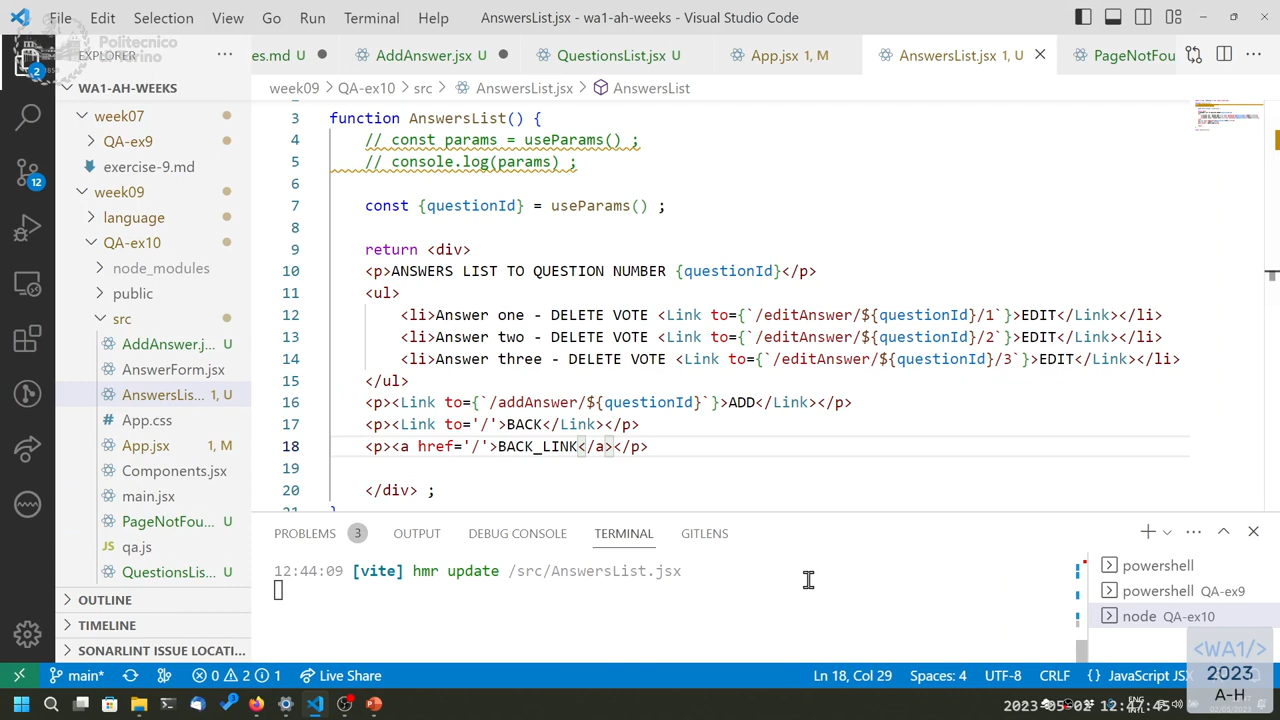 File Edit Selection View Go Run Terminal Help AnswersList.jsx - wa1-ah-weeks - Visual Studio Code
Politecnico
Torino
1859
EXPLORER
es.md AddAnswer.jsx QuestionsList.jsx U App.jsx 1, M AnswersList.jsx 1, U PageNotFou
WA1-AH-WEEKS
week09 > QA-ex10 > src > AnswersList.jsx > AnswersList
week07
QA-ex9
exercise-9.md
week09
language
QA-ex10
node_modules
public
src
AddAnswer.j... U
AnswerForm.jsx
AnswersLis... 1, U
App.css
App.jsx 1, M
Components.jsx
main.jsx
PageNotFou... U
qa.js
QuestionsLis... U
OUTLINE
TIMELINE
SONARLINT ISSUE LOCATI...
3 function AnswersList() {
4 // const params = useParams() ;
5 // console.log(params) ;
6
7 const {questionId} = useParams() ;
8
9 return <div>
10 <p>ANSWERS LIST TO QUESTION NUMBER {questionId}</p>
11 <ul>
12 <li>Answer one - DELETE VOTE <Link to={`/editAnswer/${questionId}/1`}>EDIT</Link></li>
13 <li>Answer two - DELETE VOTE <Link to={`/editAnswer/${questionId}/2`}>EDIT</Link></li>
14 <li>Answer three - DELETE VOTE <Link to={`/editAnswer/${questionId}/3`}>EDIT</Link></li>
15 </ul>
16 <p><Link to={`/addAnswer/${questionId}`}>ADD</Link></p>
17 <p><Link to='/'>BACK</Link></p>
18 <p><a href='/'>BACK_LINK</a></p>
19
20 </div> ;
PROBLEMS 3 OUTPUT DEBUG CONSOLE TERMINAL GITLENS
12:44:09 [vite] hmr update /src/AnswersList.jsx
powershell
powershell QA-ex9
node QA-ex10
2
12
main* 0 2 1 Live Share Ln 18, Col 29 Spaces: 4 UTF-8 CRLF {} JavaScript JSX
<WA1/>
2023
A-H
ENG
INTL